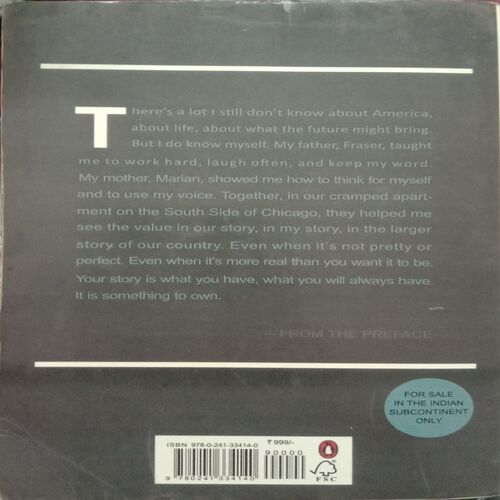 There's a lot I still don't know about America,
about life, about what the future might bring.
But I do know myself. My father, Fraser, taught
me to work hard, laugh often, and keep my word.
My mother, Marian, showed me how to think for myself
and to use my voice. Together, in our cramped apart-
ment on the South Side of Chicago, they helped me
see the value in our story, in my story, in the larger
story of our country. Even when it's not pretty or
perfect. Even when it's more real than you want it to be.
Your story is what you have, what you will always have.
It is something to own.
—FROM THE PREFACE
FOR SALE
IN THE INDIAN
SUBCONTINENT
ONLY
ISBN 978-0-241-33414-0 ₹ 999/-
90000
9 780241 334140
FSC